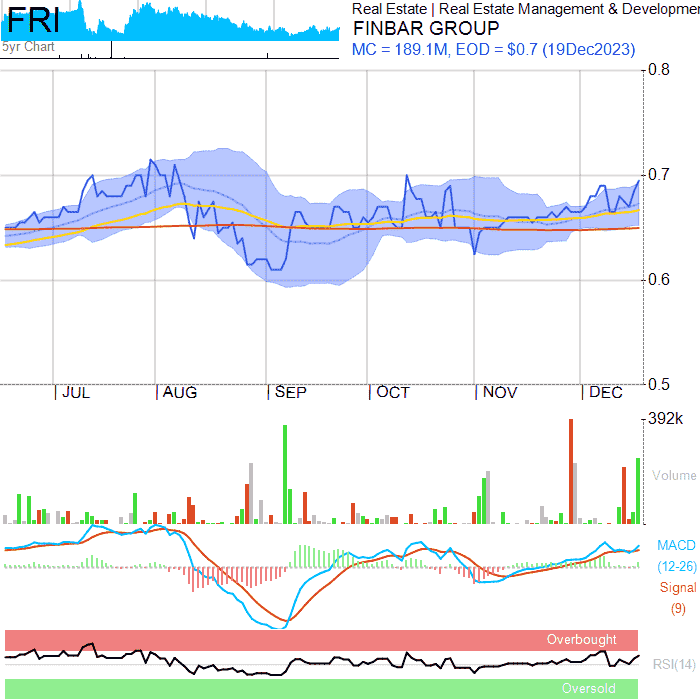 FRI
5yr Chart
Real Estate | Real Estate Management & Developmen
FINBAR GROUP
MC = 189.1M, EOD = $0.7 (19Dec2023)
0.8
0.7
0.6
0.5
JUL AUG SEP OCT NOV DEC
392k
Volume
MACD
(12-26)
Signal
(9)
Overbought
RSI(14)
Oversold